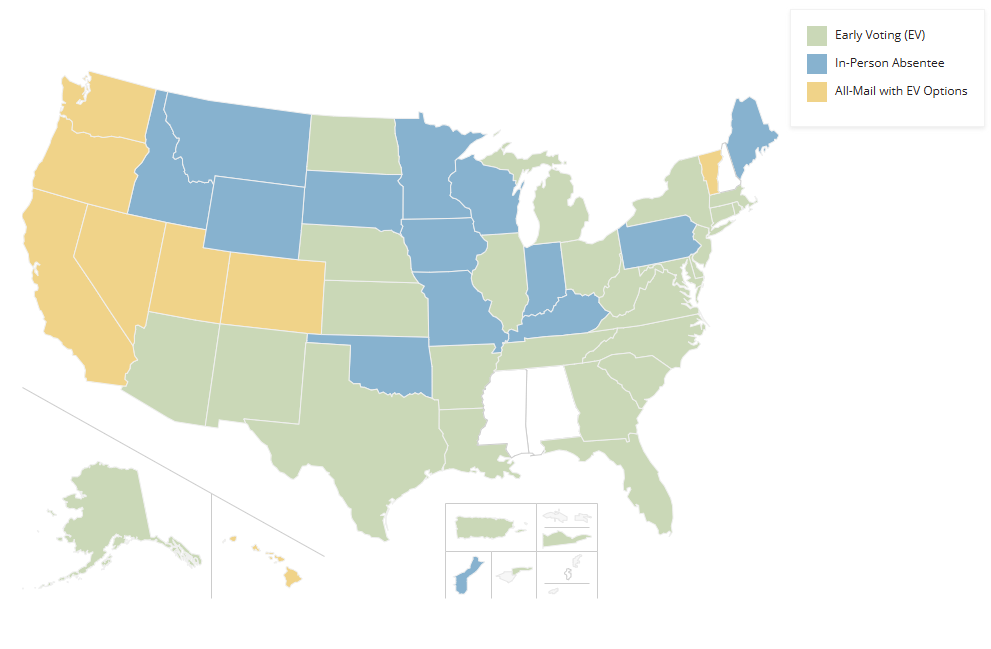 Early Voting (EV)
In-Person Absentee
All-Mail with EV Options